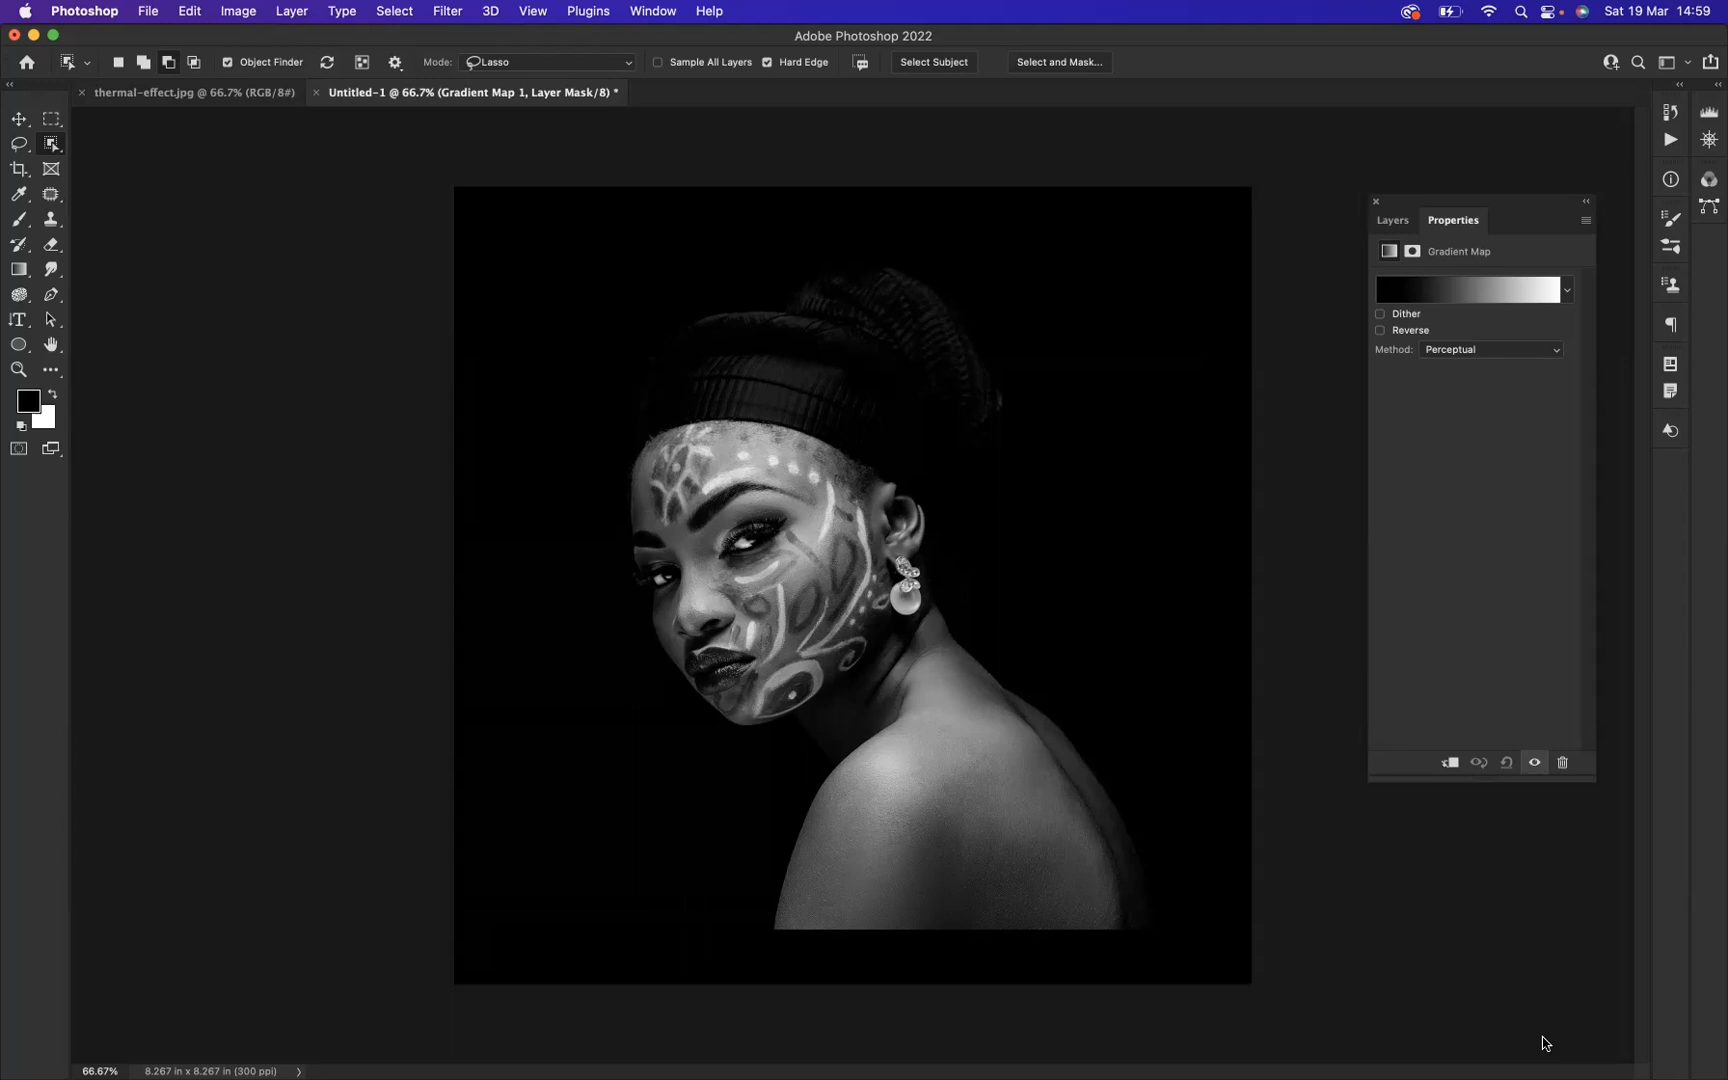 Photoshop File Edit Image Layer Type Select Filter 3D View Plugins Window Help Sat 19 Mar 14:59
Adobe Photoshop 2022
Object Finder Mode: Lasso Sample All Layers Hard Edge Select Subject Select and Mask...
thermal-effect.jpg @ 66.7% (RGB/8#) Untitled-1 @ 66.7% (Gradient Map 1, Layer Mask/8) *
Layers Properties
Gradient Map
Dither
Reverse
Method: Perceptual
66.67% 8.267 in x 8.267 in (300 ppi)